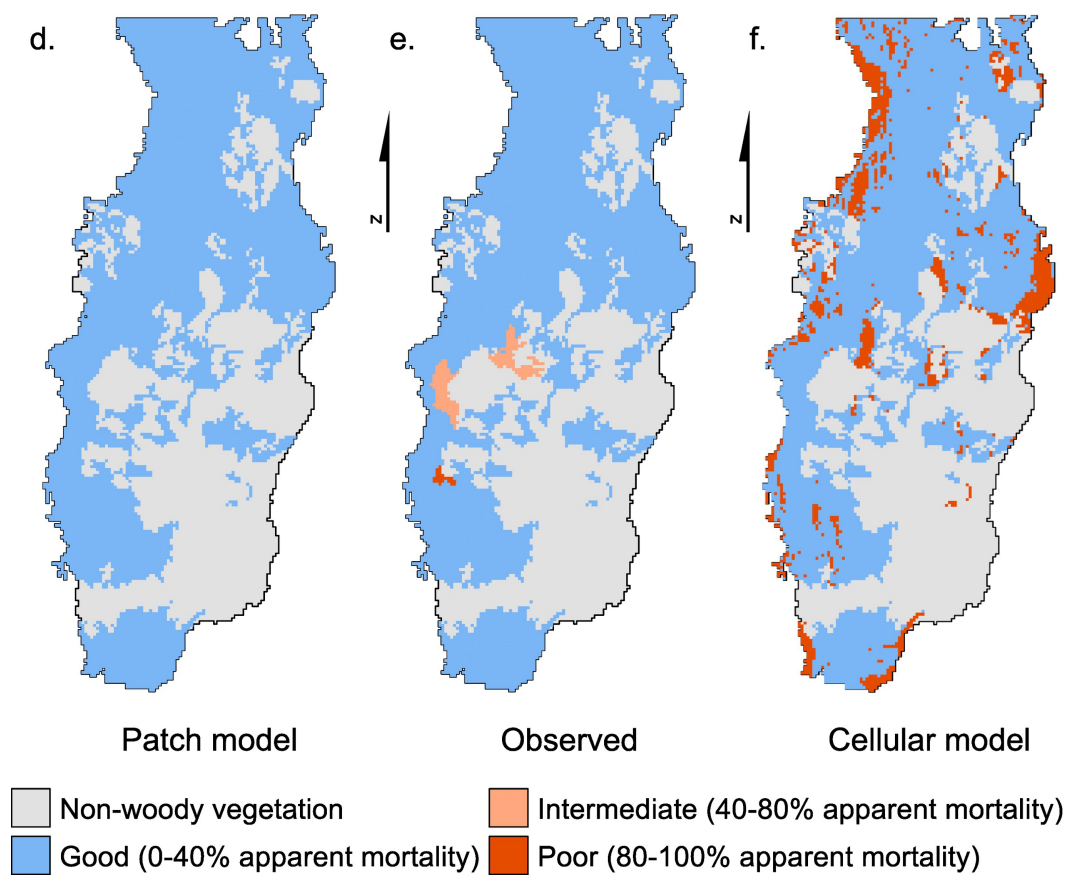 d.
e.
f.
z
z
Patch model
Observed
Cellular model
Non-woody vegetation
Intermediate (40-80% apparent mortality)
Good (0-40% apparent mortality)
Poor (80-100% apparent mortality)